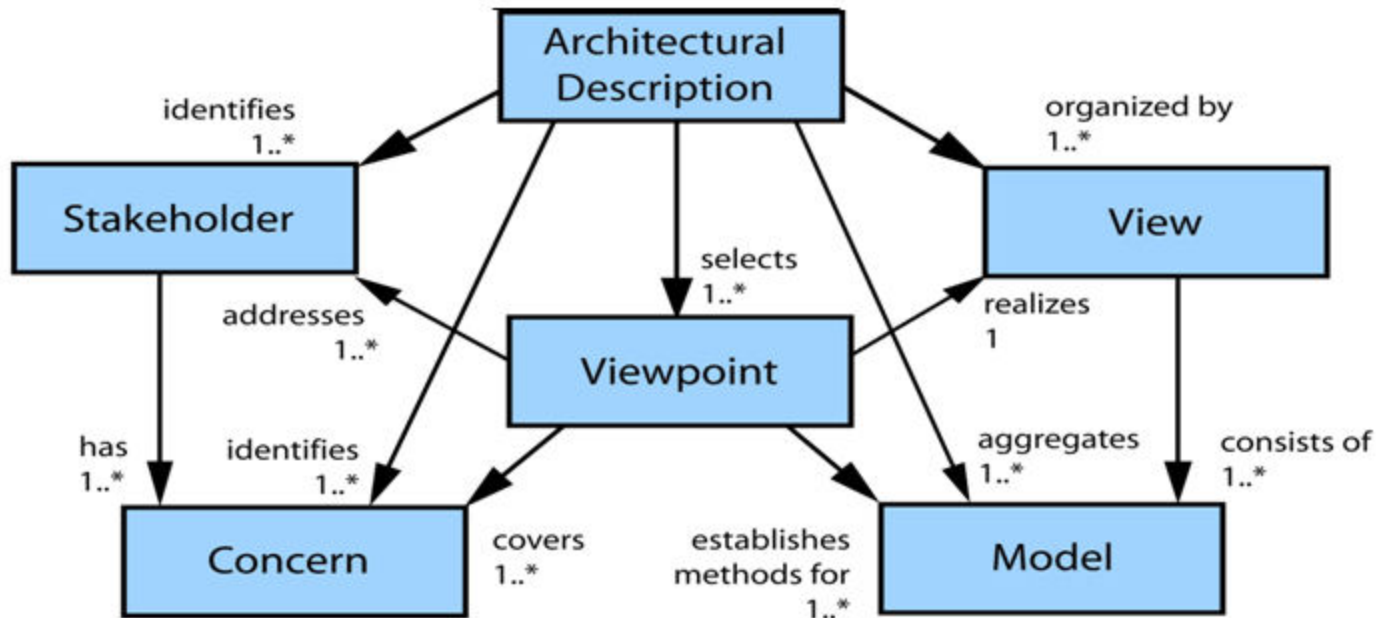 Architectural
Description
identifies
1..*
organized by
1..*
Stakeholder
View
selects
1..*
addresses
1..*
realizes
1
Viewpoint
has
1..*
identifies
1..*
aggregates
1..*
consists of
1..*
Concern
covers
1..*
establishes
methods for
1..*
Model